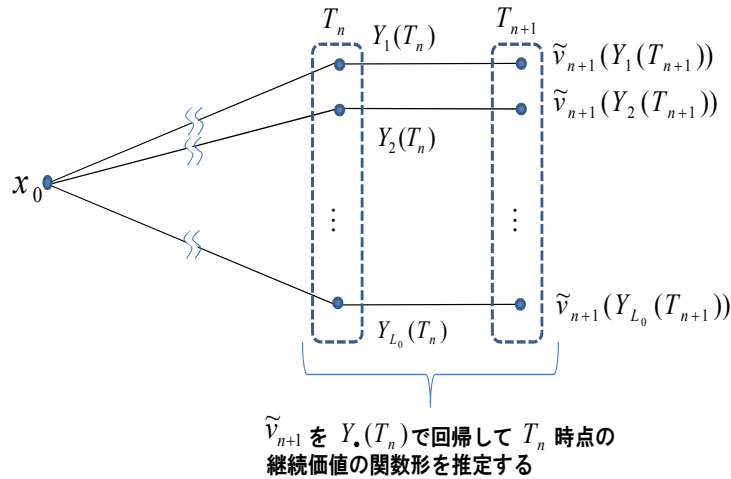 T_n T_{n+1}
Y_1(T_n) ṽ_{n+1}(Y_1(T_{n+1}))
ṽ_{n+1}(Y_2(T_{n+1}))
Y_2(T_n)
x_0
⋮ ⋮
ṽ_{n+1}(Y_{L_0}(T_{n+1}))
Y_{L_0}(T_n)
ṽ_{n+1} を Y_•(T_n) で回帰して T_n 時点の
継続価値の関数形を推定する